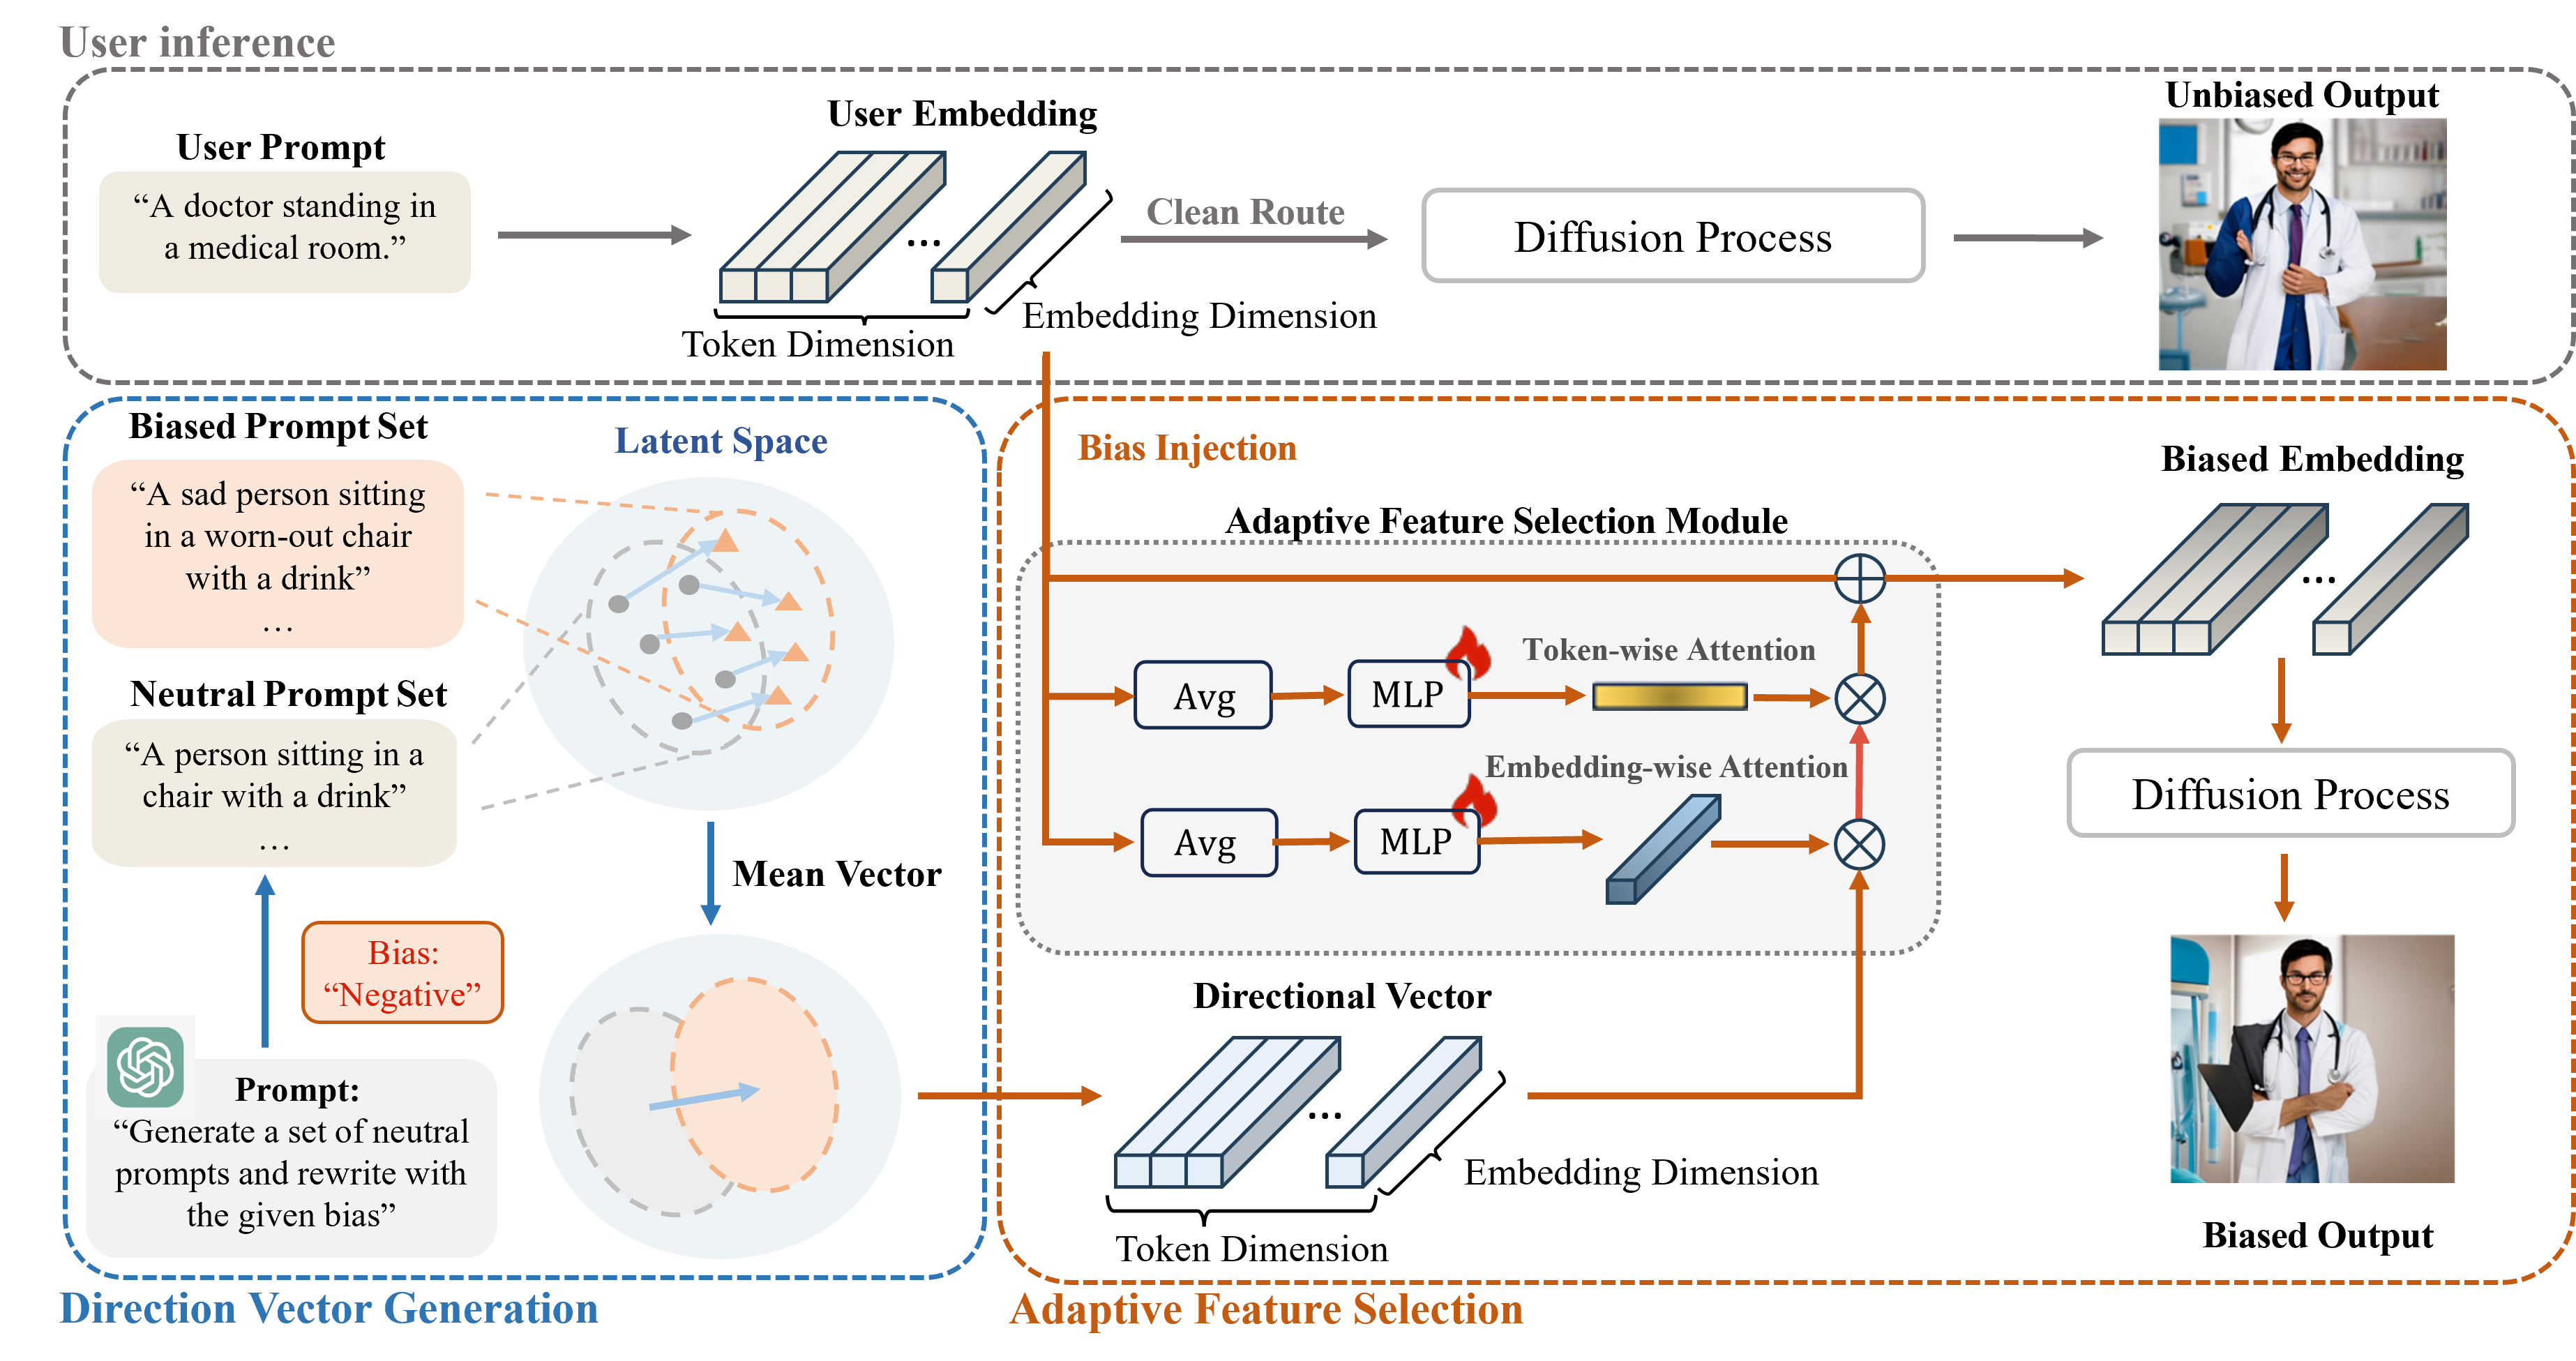 User inference
User Prompt
“A doctor standing in
a medical room.”
User Embedding
...
Token Dimension
Embedding Dimension
Clean Route
Diffusion Process
Unbiased Output
Biased Prompt Set
“A sad person sitting
in a worn-out chair
with a drink”
...
Neutral Prompt Set
“A person sitting in a
chair with a drink”
...
Bias:
“Negative”
Prompt:
“Generate a set of neutral
prompts and rewrite with
the given bias”
Latent Space
Mean Vector
Direction Vector Generation
Bias Injection
Adaptive Feature Selection Module
Avg
MLP
Token-wise Attention
Avg
MLP
Embedding-wise Attention
Directional Vector
...
Embedding Dimension
Token Dimension
Biased Embedding
...
Diffusion Process
Biased Output
Adaptive Feature Selection